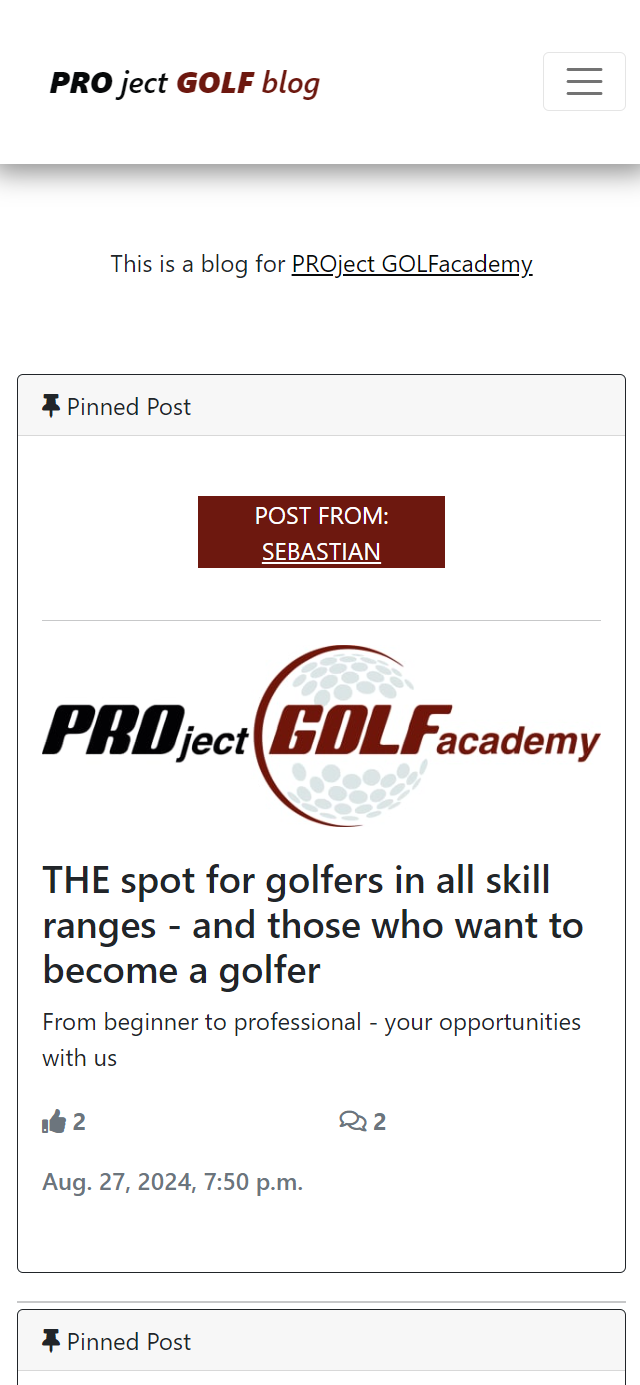 PRO ject GOLF blog
This is a blog for PROject GOLFacademy
Pinned Post
POST FROM:
SEBASTIAN
PROject GOLFacademy
THE spot for golfers in all skill
ranges - and those who want to
become a golfer
From beginner to professional - your opportunities
with us
2 2
Aug. 27, 2024, 7:50 p.m.
Pinned Post